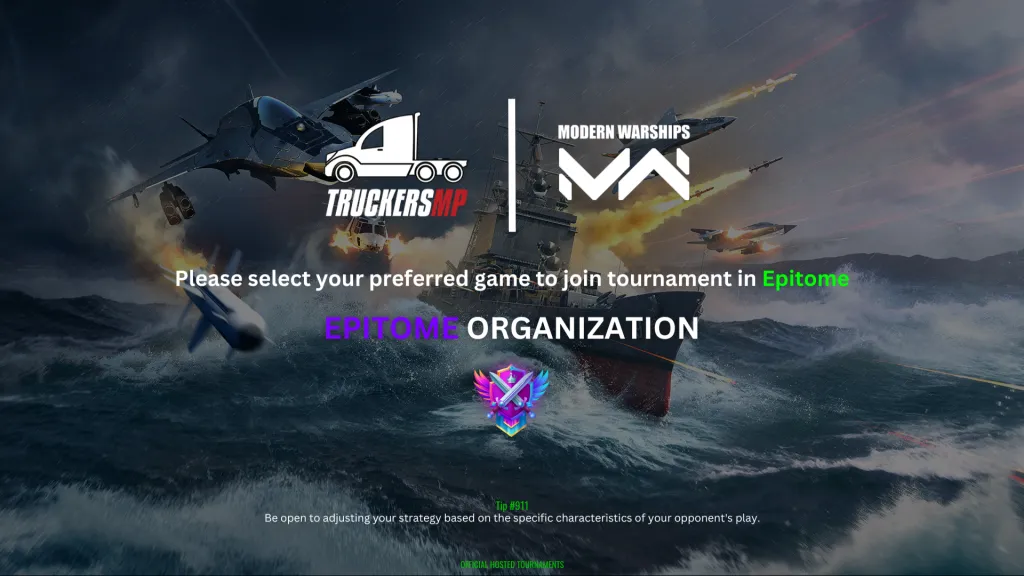 TRUCKERSMP
MODERN WARSHIPS
Please select your preferred game to join tournament in Epitome
EPITOME ORGANIZATION
Tip #911
Be open to adjusting your strategy based on the specific characteristics of your opponent's play.
OFFICIAL HOSTED TOURNAMENTS